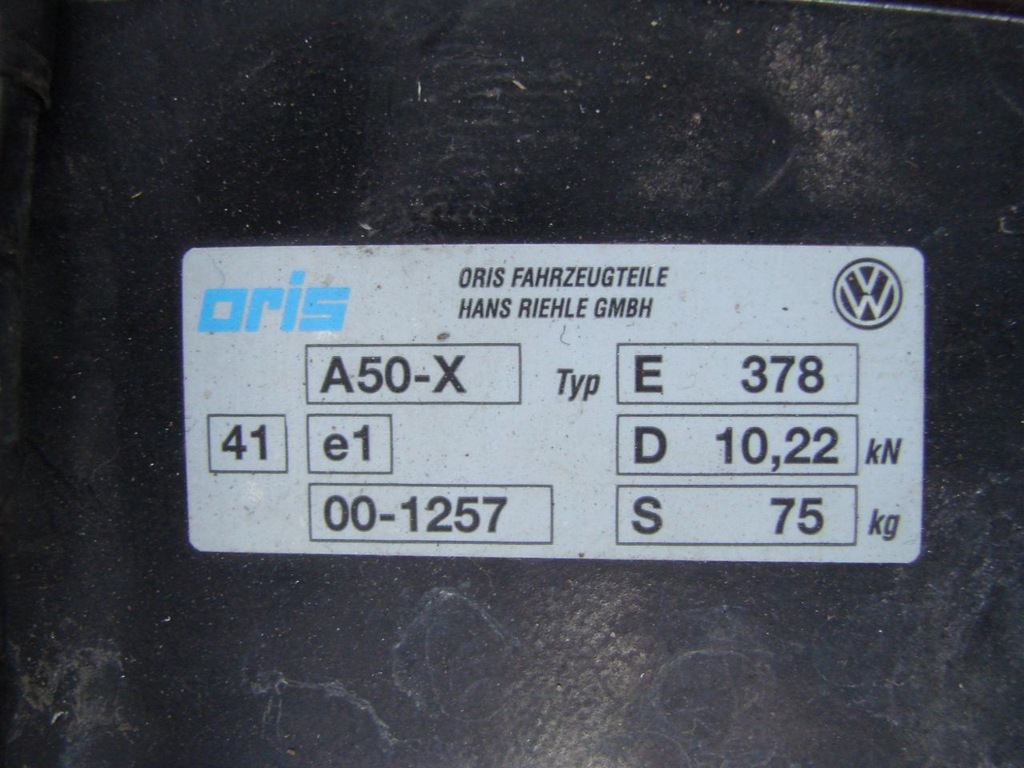 oris
ORIS FAHRZEUGTEILE
HANS RIEHLE GMBH
A50-X Typ E 378
41 e1 D 10,22 kN
00-1257 S 75 kg